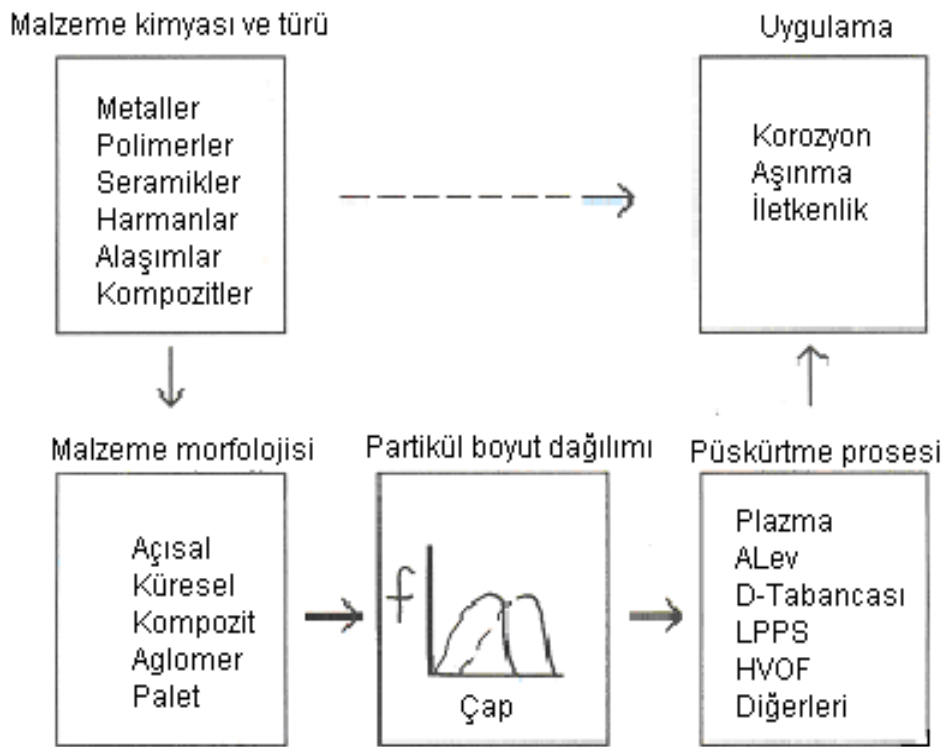 Malzeme kimyası ve türü
Metaller
Polimerler
Seramikler
Harmanlar
Alaşımlar
Kompozitler
Uygulama
Korozyon
Aşınma
İletkenlik
Malzeme morfolojisi
Açısal
Küresel
Kompozit
Aglomer
Palet
Partikül boyut dağılımı
f
Çap
Püskürtme prosesi
Plazma
ALev
D-Tabancası
LPPS
HVOF
Diğerleri